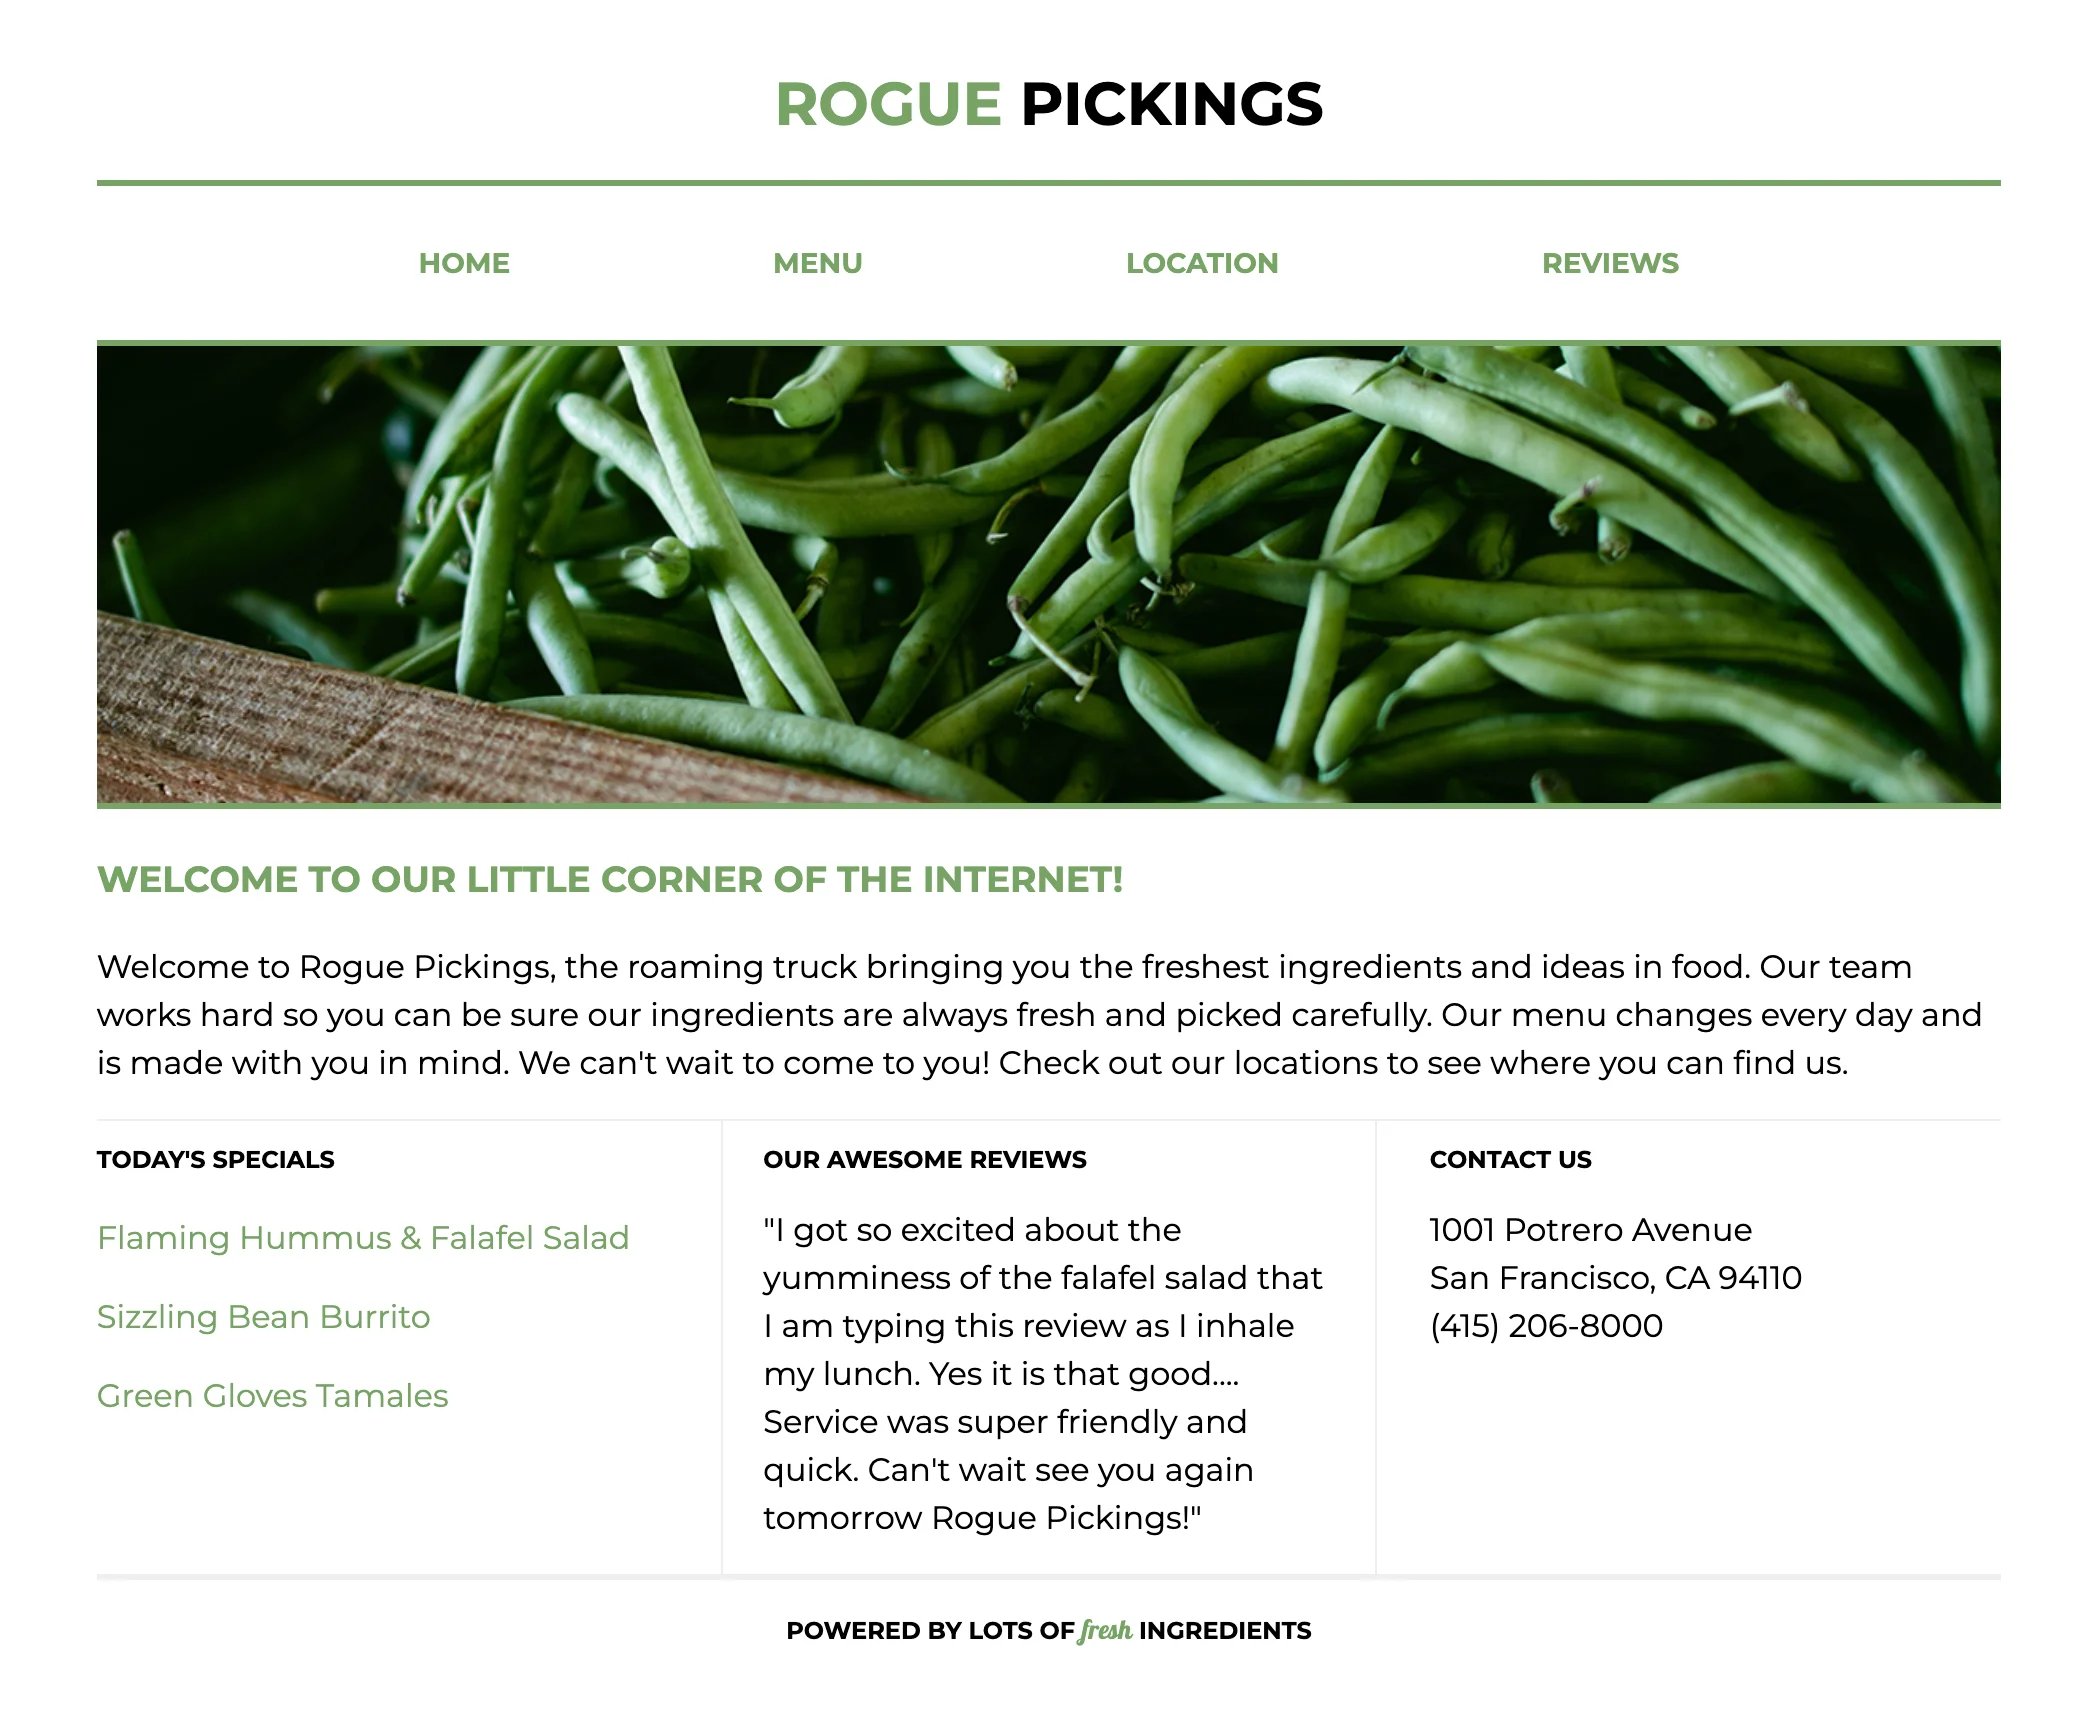 ROGUE PICKINGS
HOME MENU LOCATION REVIEWS
WELCOME TO OUR LITTLE CORNER OF THE INTERNET!
Welcome to Rogue Pickings, the roaming truck bringing you the freshest ingredients and ideas in food. Our team
works hard so you can be sure our ingredients are always fresh and picked carefully. Our menu changes every day and
is made with you in mind. We can't wait to come to you! Check out our locations to see where you can find us.
TODAY'S SPECIALS
Flaming Hummus & Falafel Salad
Sizzling Bean Burrito
Green Gloves Tamales
OUR AWESOME REVIEWS
"I got so excited about the
yumminess of the falafel salad that
I am typing this review as I inhale
my lunch. Yes it is that good....
Service was super friendly and
quick. Can't wait see you again
tomorrow Rogue Pickings!"
CONTACT US
1001 Potrero Avenue
San Francisco, CA 94110
(415) 206-8000
POWERED BY LOTS OF fresh INGREDIENTS